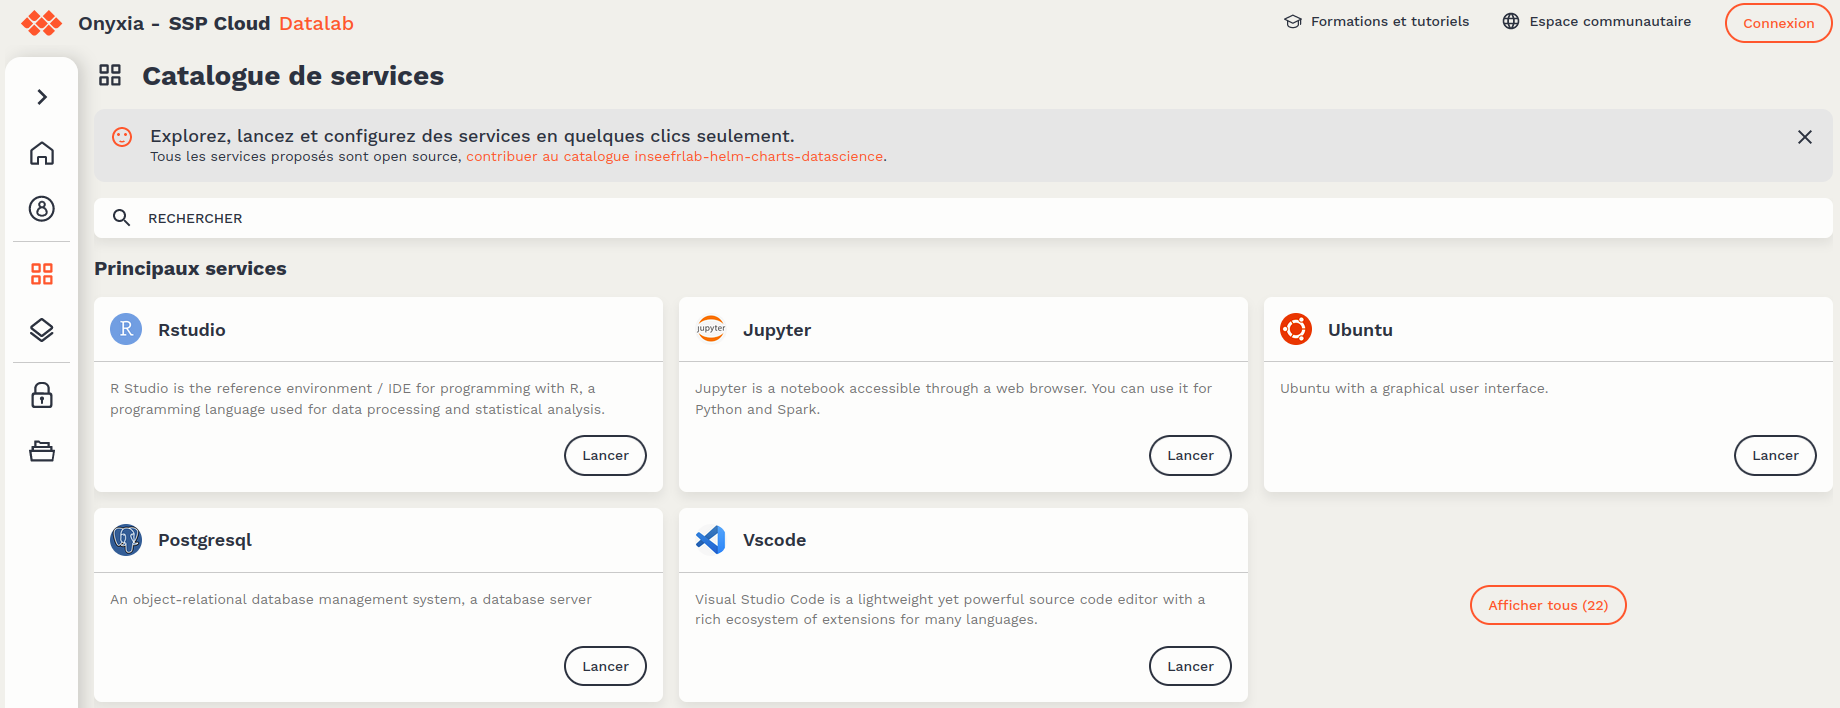 Onyxia - SSP Cloud Datalab
Formations et tutoriels
Espace communautaire
Connexion
Catalogue de services
Explorez, lancez et configurez des services en quelques clics seulement.
Tous les services proposés sont open source, contribuer au catalogue inseefrlab-helm-charts-datascience.
RECHERCHER
Principaux services
R
Rstudio
R Studio is the reference environment / IDE for programming with R, a
programming language used for data processing and statistical analysis.
Lancer
jupyter
Jupyter
Jupyter is a notebook accessible through a web browser. You can use it for
Python and Spark.
Lancer
Ubuntu
Ubuntu with a graphical user interface.
Lancer
Postgresql
An object-relational database management system, a database server
Lancer
Vscode
Visual Studio Code is a lightweight yet powerful source code editor with a
rich ecosystem of extensions for many languages.
Lancer
Afficher tous (22)